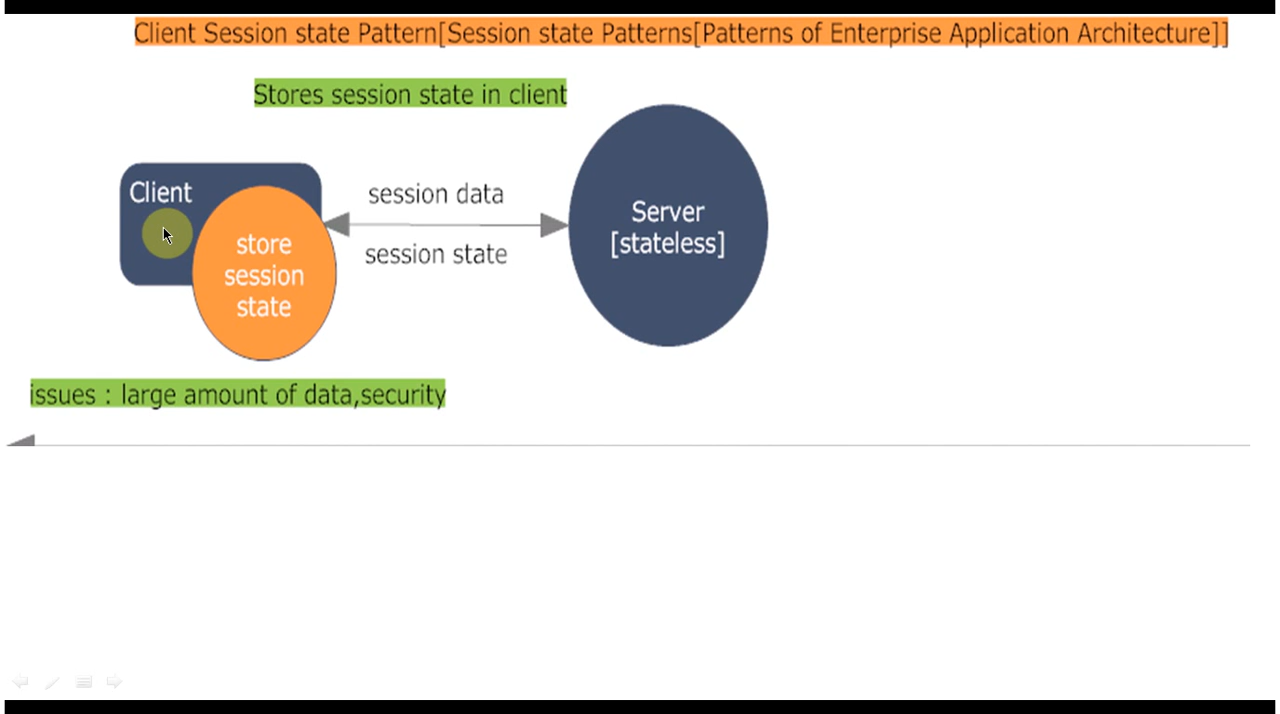 Client Session state Pattern[Session state Patterns[Patterns of Enterprise Application Architecture]]
Stores session state in client
Client
store
session
state
session data
session state
Server
[stateless]
issues : large amount of data,security